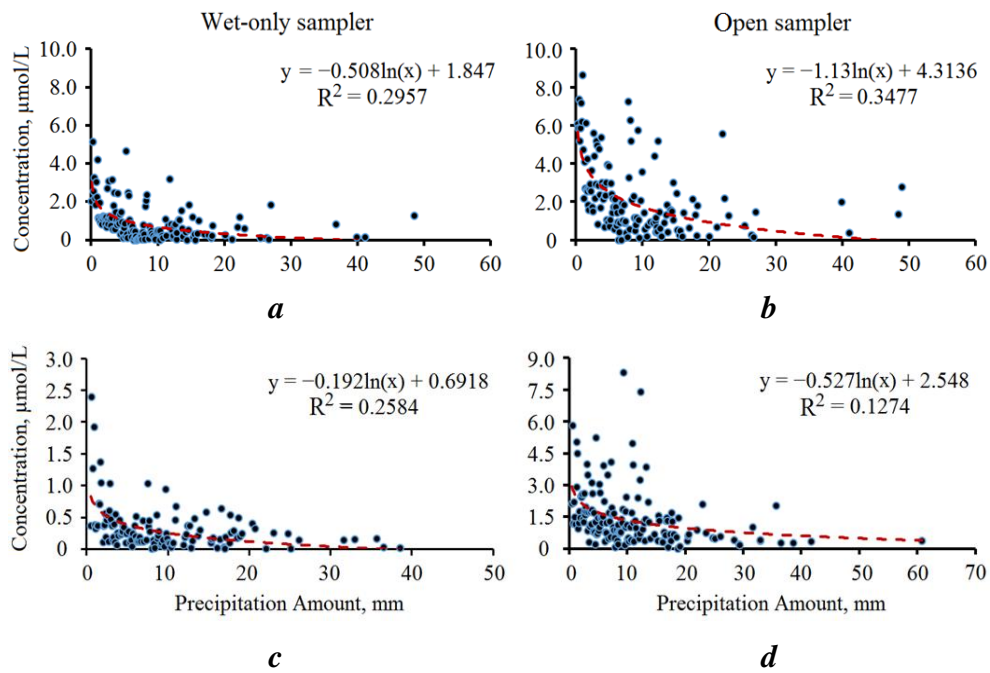 Wet-only sampler
Open sampler
Concentration, µmol/L
10.0
8.0
6.0
4.0
2.0
0
y = −0.508ln(x) + 1.847
R² = 0.2957
0 10 20 30 40 50 60
a
10.0
8.0
6.0
4.0
2.0
0
y = −1.13ln(x) + 4.3136
R² = 0.3477
0 10 20 30 40 50 60
b
Concentration, µmol/L
3.0
2.5
2.0
1.5
1.0
0.5
0
y = −0.192ln(x) + 0.6918
R² = 0.2584
0 10 20 30 40 50
Precipitation Amount, mm
c
9.0
7.5
6.0
4.5
3.0
1.5
0
y = −0.527ln(x) + 2.548
R² = 0.1274
0 10 20 30 40 50 60 70
Precipitation Amount, mm
d